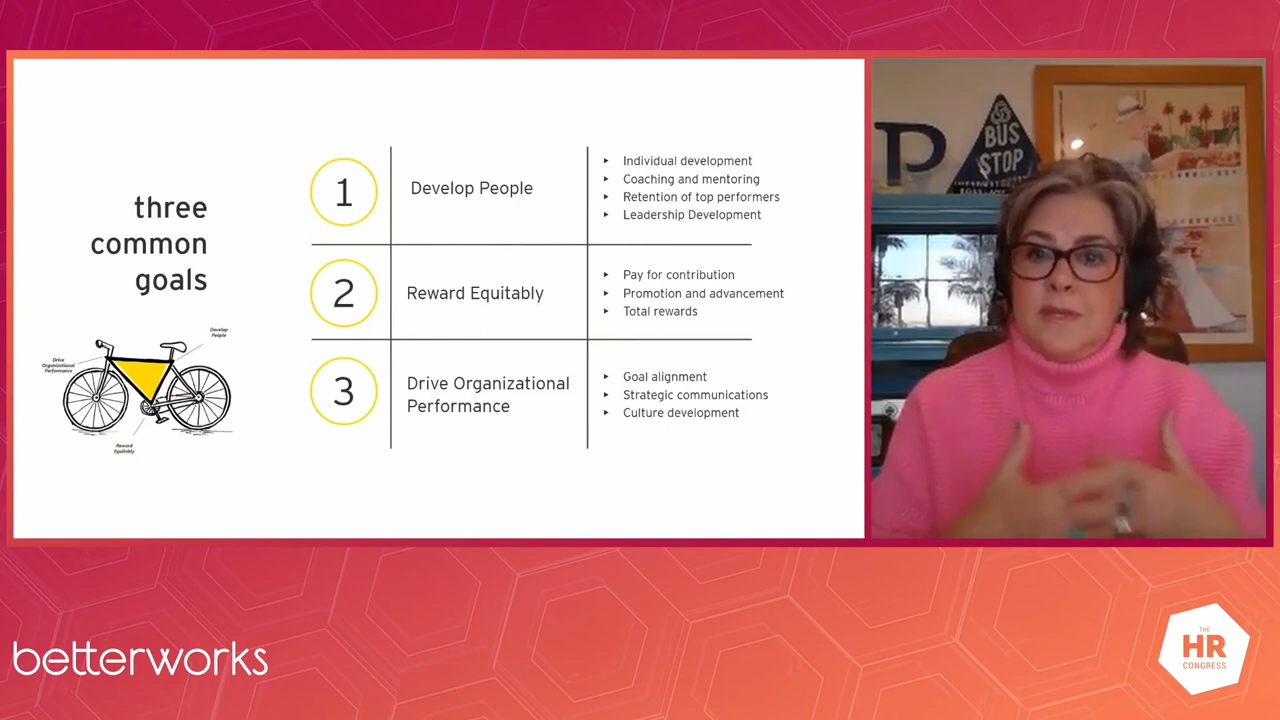 three
common
goals
Develop
People
Drive
Organizational
Performance
Reward
Equitably
1
Develop People
Individual development
Coaching and mentoring
Retention of top performers
Leadership Development
2
Reward Equitably
Pay for contribution
Promotion and advancement
Total rewards
3
Drive Organizational
Performance
Goal alignment
Strategic communications
Culture development
P
BUS
STOP
betterworks
THE
HR
CONGRESS